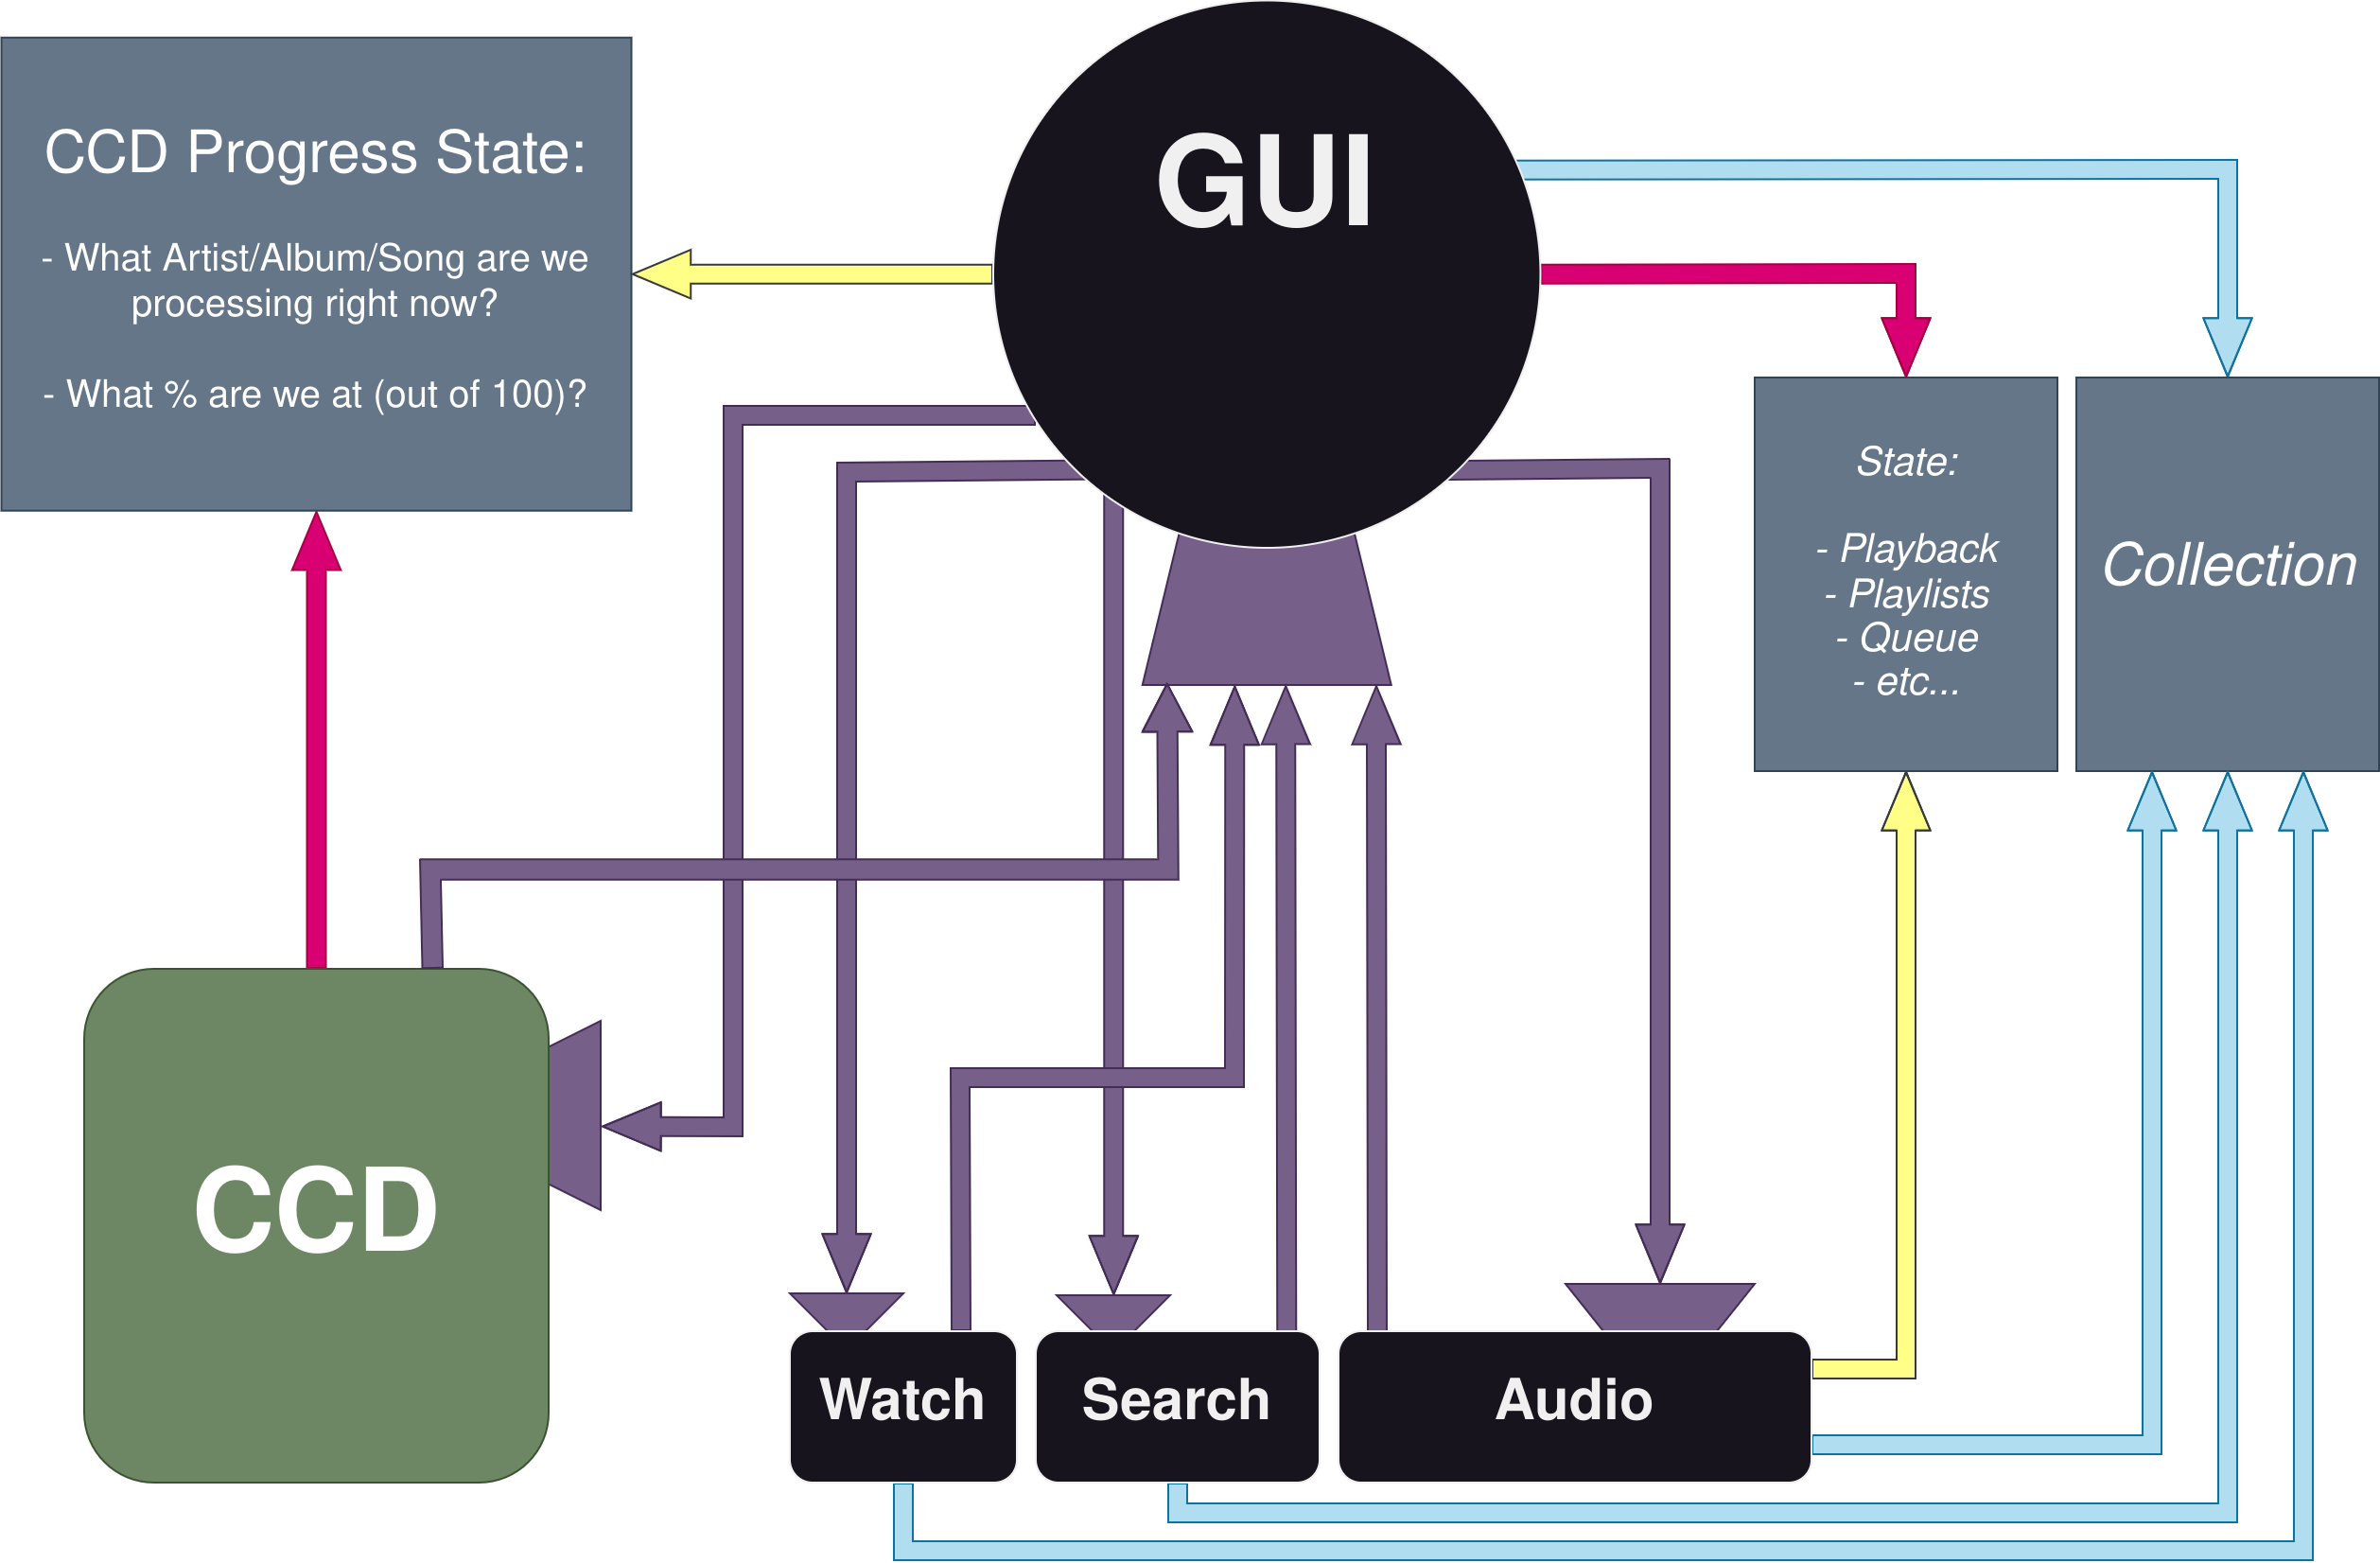 GUI
CCD Progress State:
- What Artist/Album/Song are we
processing right now?
- What % are we at (out of 100)?
State:
- Playback
- Playlists
- Queue
- etc...
Collection
CCD
Watch
Search
Audio